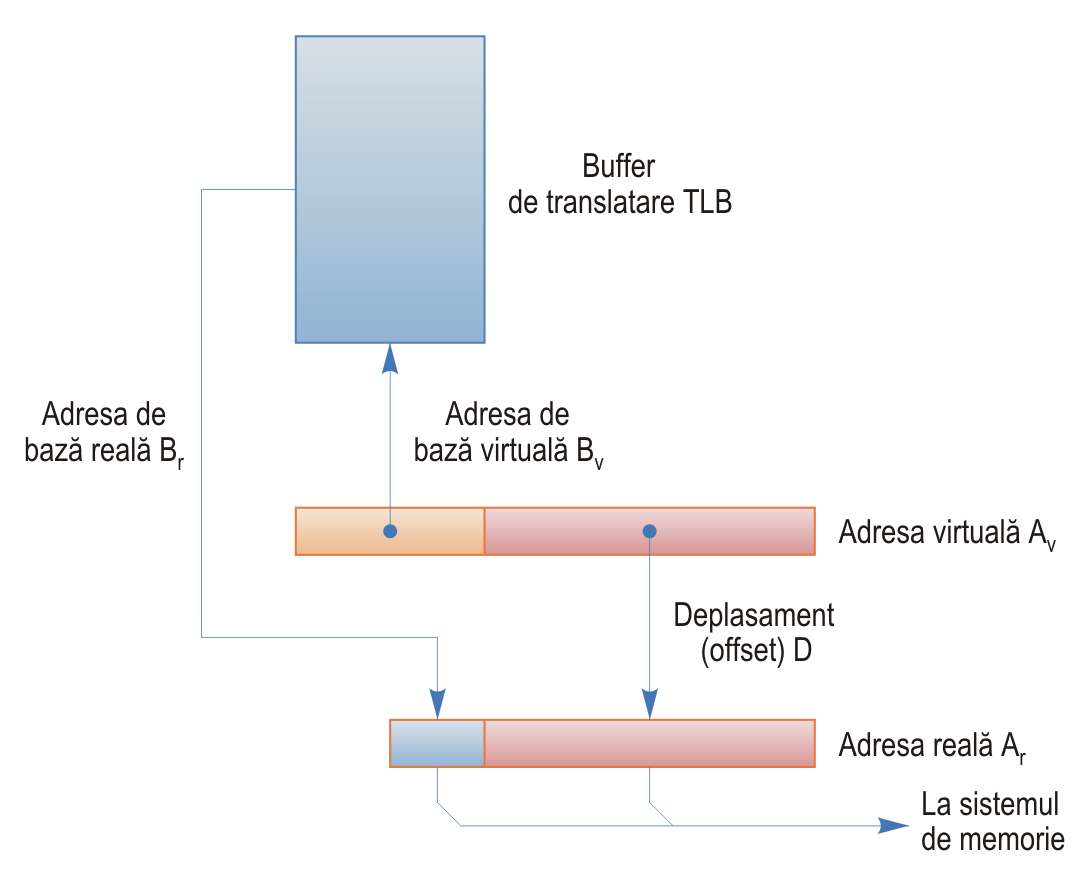 Buffer
de translatare TLB
Adresa de
bază reală Br
Adresa de
bază virtuală Bv
Adresa virtuală Av
Deplasament
(offset) D
Adresa reală Ar
La sistemul
de memorie